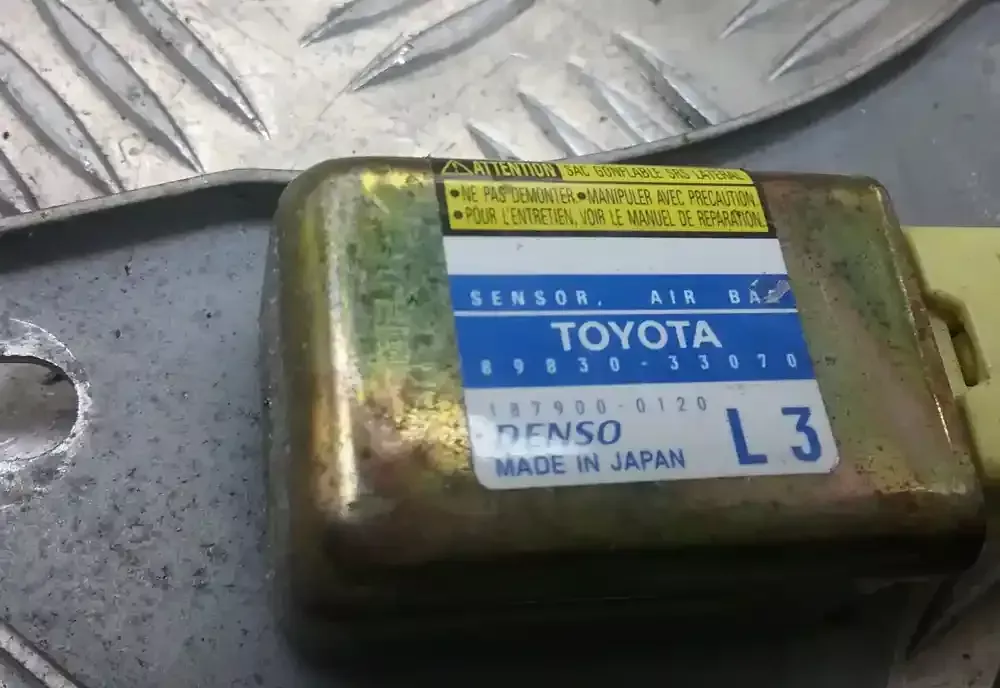 ⚠ATTENTION SAC GONFLABLE SRS LATERAL
•NE PAS DEMONTER.•MANIPULER AVEC PRECAUTION.
•POUR L'ENTRETIEN, VOIR LE MANUEL DE REPARATION.
SENSOR, AIR BA
TOYOTA
89830-33070
187900-0120
DENSO
L3
MADE IN JAPAN